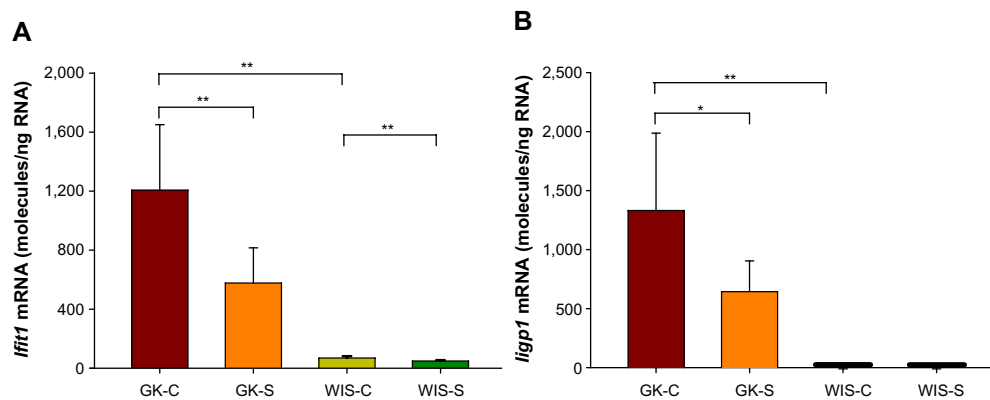 A
Ifit1 mRNA (molecules/ng RNA)
2,000
1,600
1,200
800
400
0
**
**
**
GK-C GK-S WIS-C WIS-S
B
Iigp1 mRNA (molecules/ng RNA)
2,500
2,000
1,500
1,000
500
0
**
*
GK-C GK-S WIS-C WIS-S